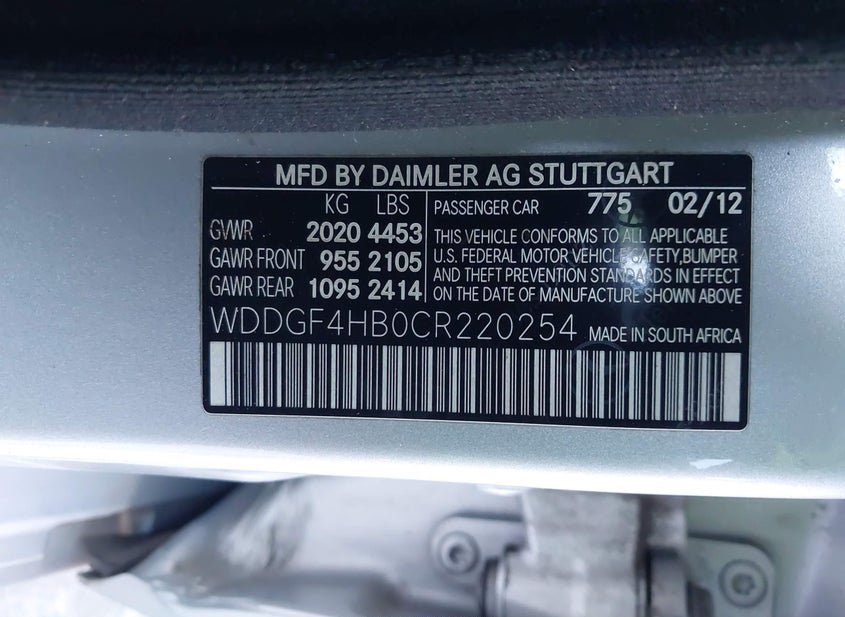 MFD BY DAIMLER AG STUTTGART
KG LBS
GVWR 2020 4453
GAWR FRONT 955 2105
GAWR REAR 1095 2414
PASSENGER CAR 775 02/12
THIS VEHICLE CONFORMS TO ALL APPLICABLE
U.S. FEDERAL MOTOR VEHICLE SAFETY,BUMPER
AND THEFT PREVENTION STANDARDS IN EFFECT
ON THE DATE OF MANUFACTURE SHOWN ABOVE
WDDGF4HB0CR220254 MADE IN SOUTH AFRICA